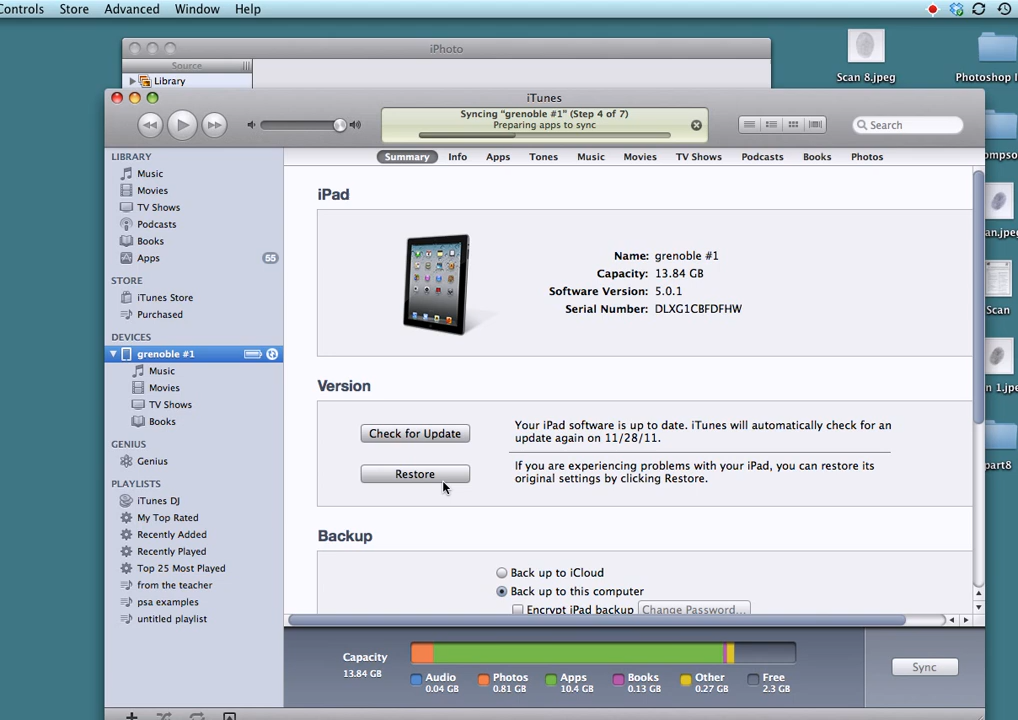 Controls Store Advanced Window Help
iPhoto
Source
Library
Scan 8.jpeg
Photoshop
iTunes
Syncing "grenoble #1" (Step 4 of 7)
Preparing apps to sync
Search
Summary Info Apps Tones Music Movies TV Shows Podcasts Books Photos
LIBRARY
Music
Movies
TV Shows
Podcasts
Books
Apps 55
STORE
iTunes Store
Purchased
DEVICES
grenoble #1
Music
Movies
TV Shows
Books
GENIUS
Genius
PLAYLISTS
iTunes DJ
My Top Rated
Recently Added
Recently Played
Top 25 Most Played
from the teacher
psa examples
untitled playlist
iPad
Name: grenoble #1
Capacity: 13.84 GB
Software Version: 5.0.1
Serial Number: DLXG1CBFDFHW
Version
Check for Update
Your iPad software is up to date. iTunes will automatically check for an
update again on 11/28/11.
Restore
If you are experiencing problems with your iPad, you can restore its
original settings by clicking Restore.
Backup
Back up to iCloud
Back up to this computer
Encrypt iPad backup Change Password...
Capacity
13.84 GB
Audio
0.04 GB
Photos
0.81 GB
Apps
10.4 GB
Books
0.13 GB
Other
0.27 GB
Free
2.3 GB
Sync
ompso
an.jpeg
Scan
n 1.jpe
part8